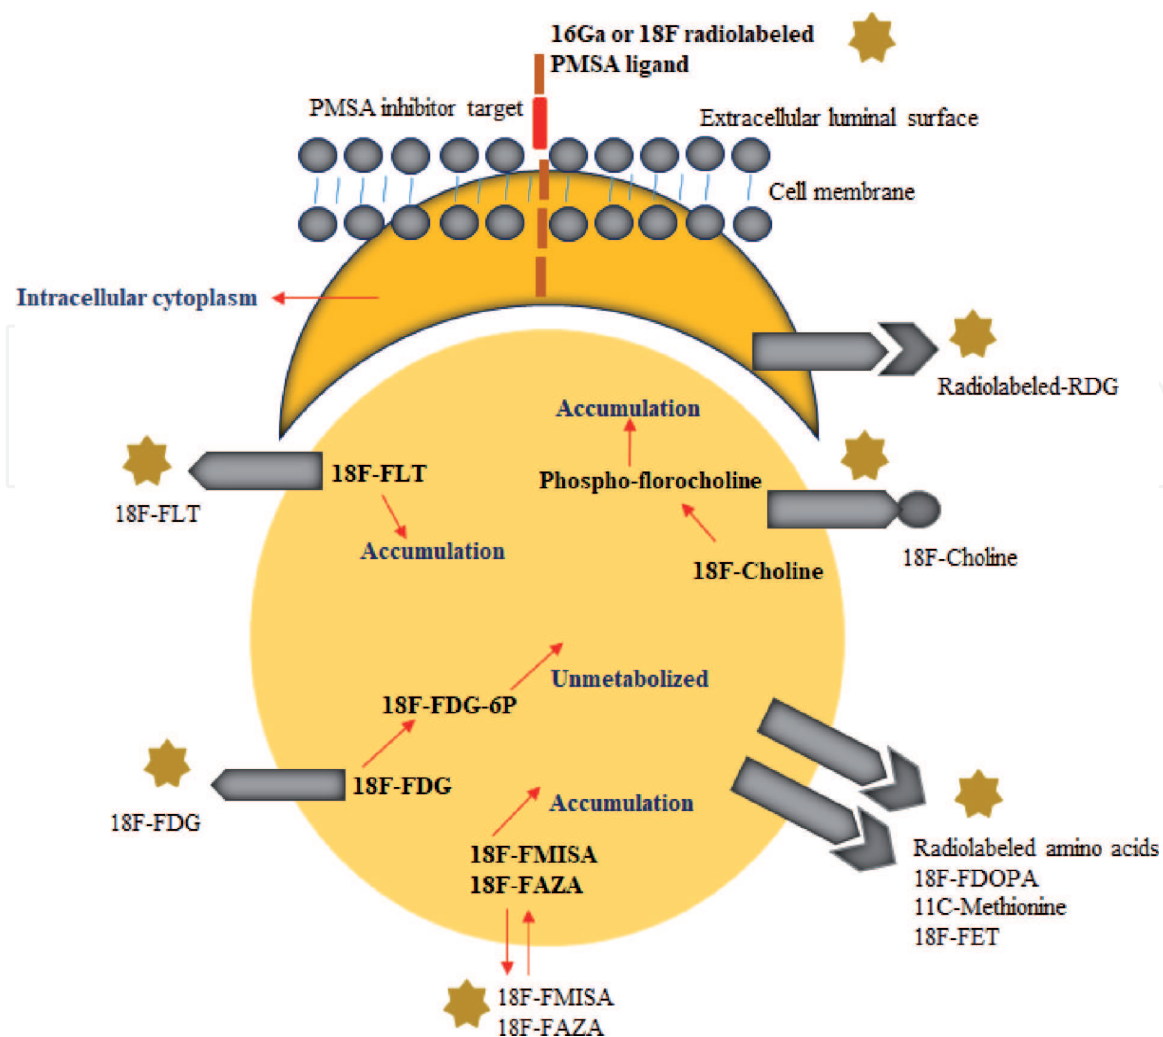 16Ga or 18F radiolabeled
PMSA ligand
PMSA inhibitor target
Extracellular luminal surface
Cell membrane
Intracellular cytoplasm
Radiolabeled-RDG
Accumulation
18F-FLT
Phospho-florocholine
18F-FLT
Accumulation
18F-Choline
18F-Choline
Unmetabolized
18F-FDG-6P
18F-FDG
18F-FDG
Accumulation
18F-FMISA
18F-FAZA
Radiolabeled amino acids
18F-FDOPA
11C-Methionine
18F-FET
18F-FMISA
18F-FAZA